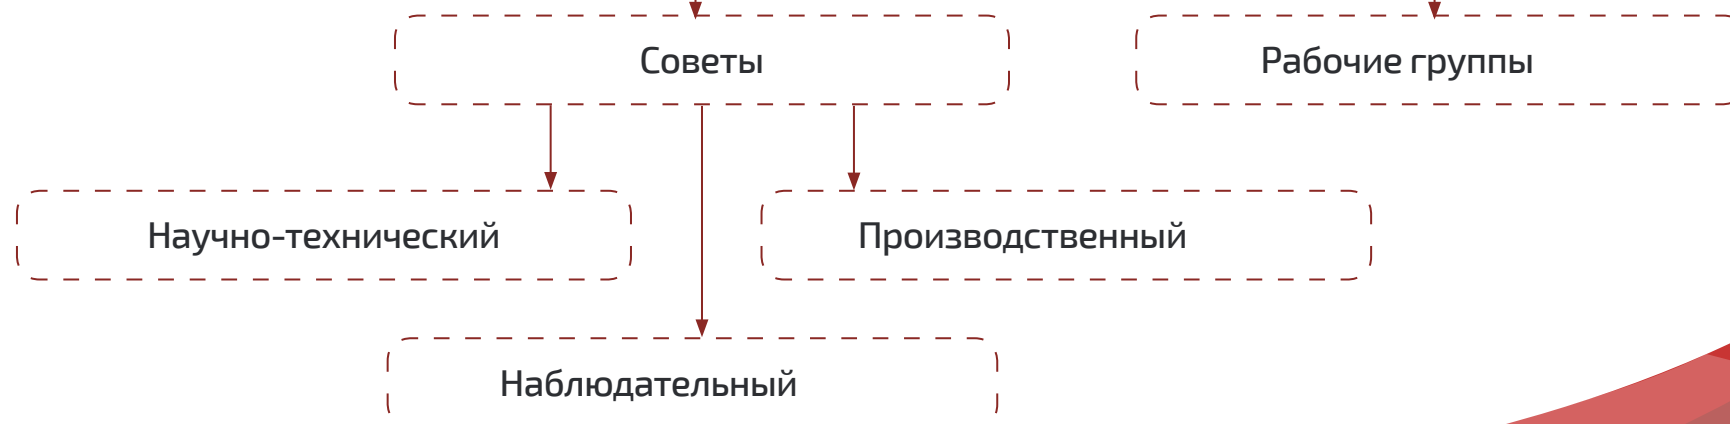 Советы
Рабочие группы
Научно-технический
Производственный
Наблюдательный